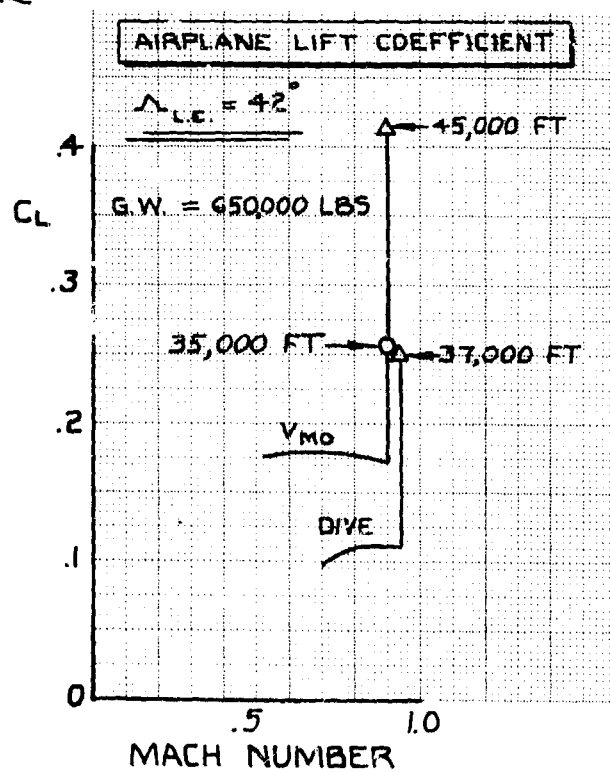 AIRPLANE LIFT COEFFICIENT
Λ L.E. = 42°
G.W. = 650,000 LBS
45,000 FT
35,000 FT
37,000 FT
VMO
DIVE
CL
.4
.3
.2
.1
0
.5
1.0
MACH NUMBER